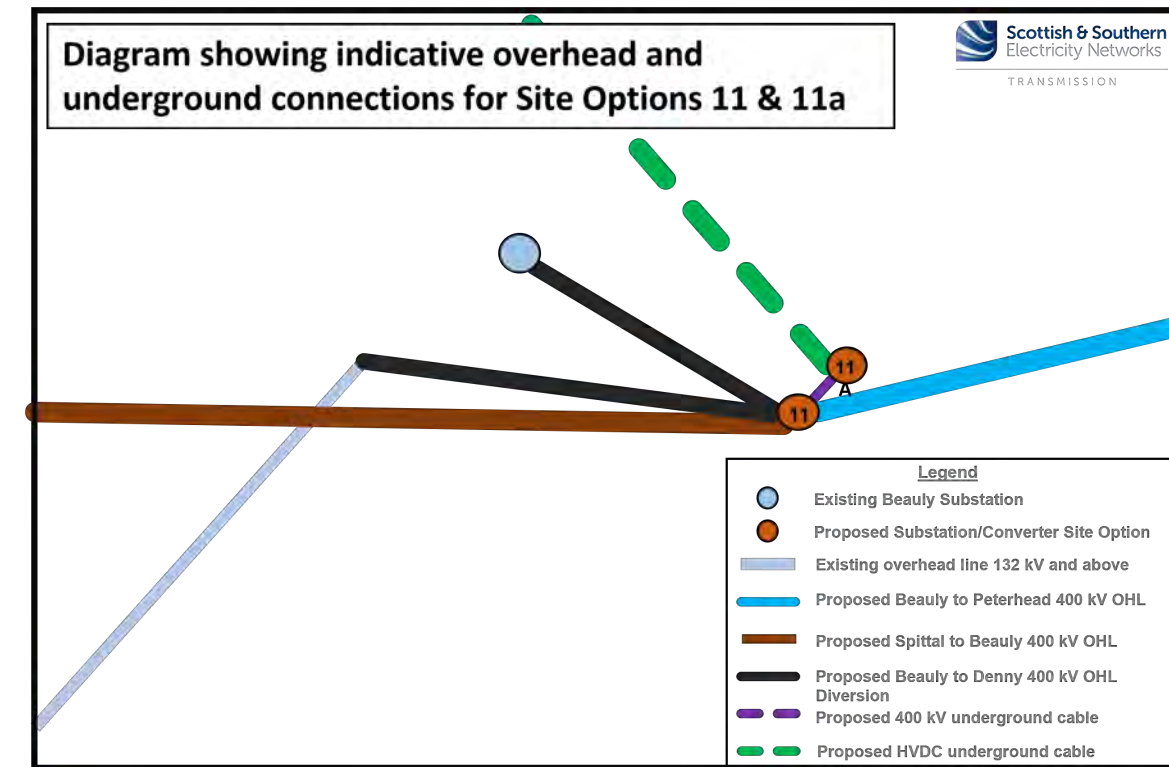 Diagram showing indicative overhead and
underground connections for Site Options 11 & 11a
Scottish & Southern
Electricity Networks
TRANSMISSION
11
A
11
Legend
Existing Beauly Substation
Proposed Substation/Converter Site Option
Existing overhead line 132 kV and above
Proposed Beauly to Peterhead 400 kV OHL
Proposed Spittal to Beauly 400 kV OHL
Proposed Beauly to Denny 400 kV OHL
Diversion
Proposed 400 kV underground cable
Proposed HVDC underground cable